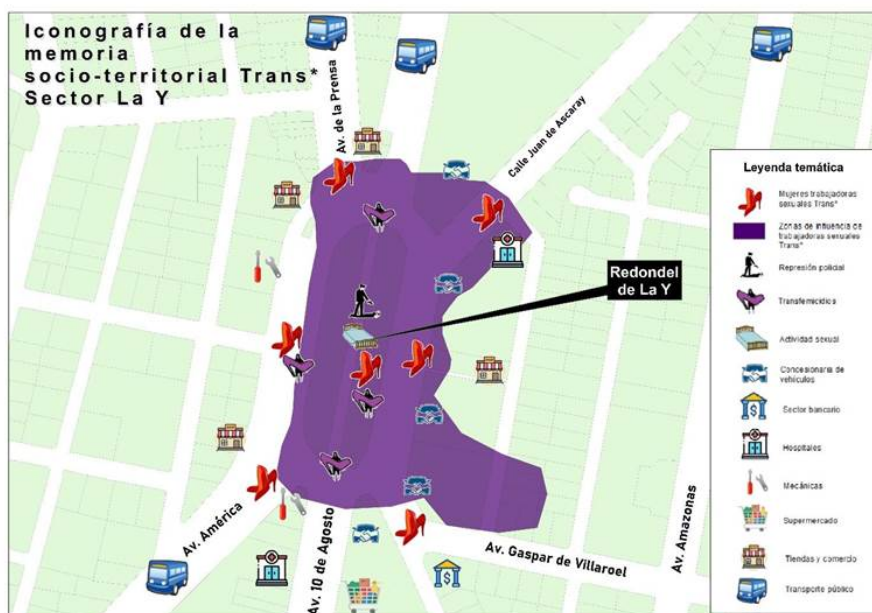 Iconografía de la
memoria
socio-territorial Trans*
Sector La Y
Av. de la Prensa
Calle Juan de Ascaray
Redondel
de La Y
Av. América
Av. 10 de Agosto
Av. Gaspar de Villaroel
Av. Amazonas
Leyenda temática
Mujeres trabajadoras
sexuales Trans*
Zonas de influencia de
trabajadoras sexuales
Trans*
Represión policial
Transfemicidios
Actividad sexual
Concesionaria de
vehículos
Sector bancario
Hospitales
Mecánicas
Supermercado
Tiendas y comercio
Transporte público